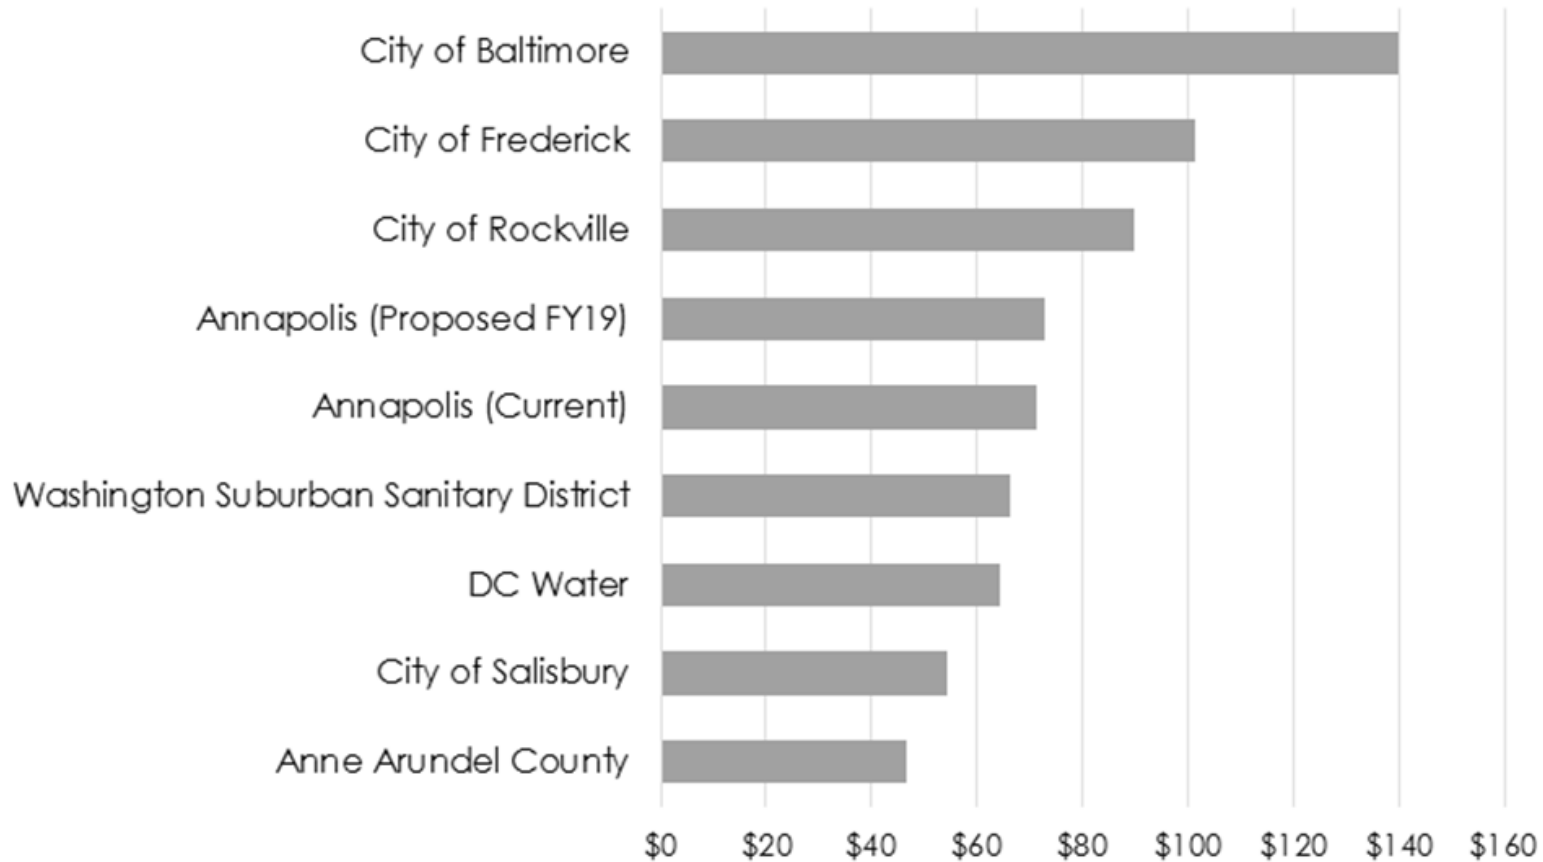 City of Baltimore
City of Frederick
City of Rockville
Annapolis (Proposed FY19)
Annapolis (Current)
Washington Suburban Sanitary District
DC Water
City of Salisbury
Anne Arundel County
$0 $20 $40 $60 $80 $100 $120 $140 $160